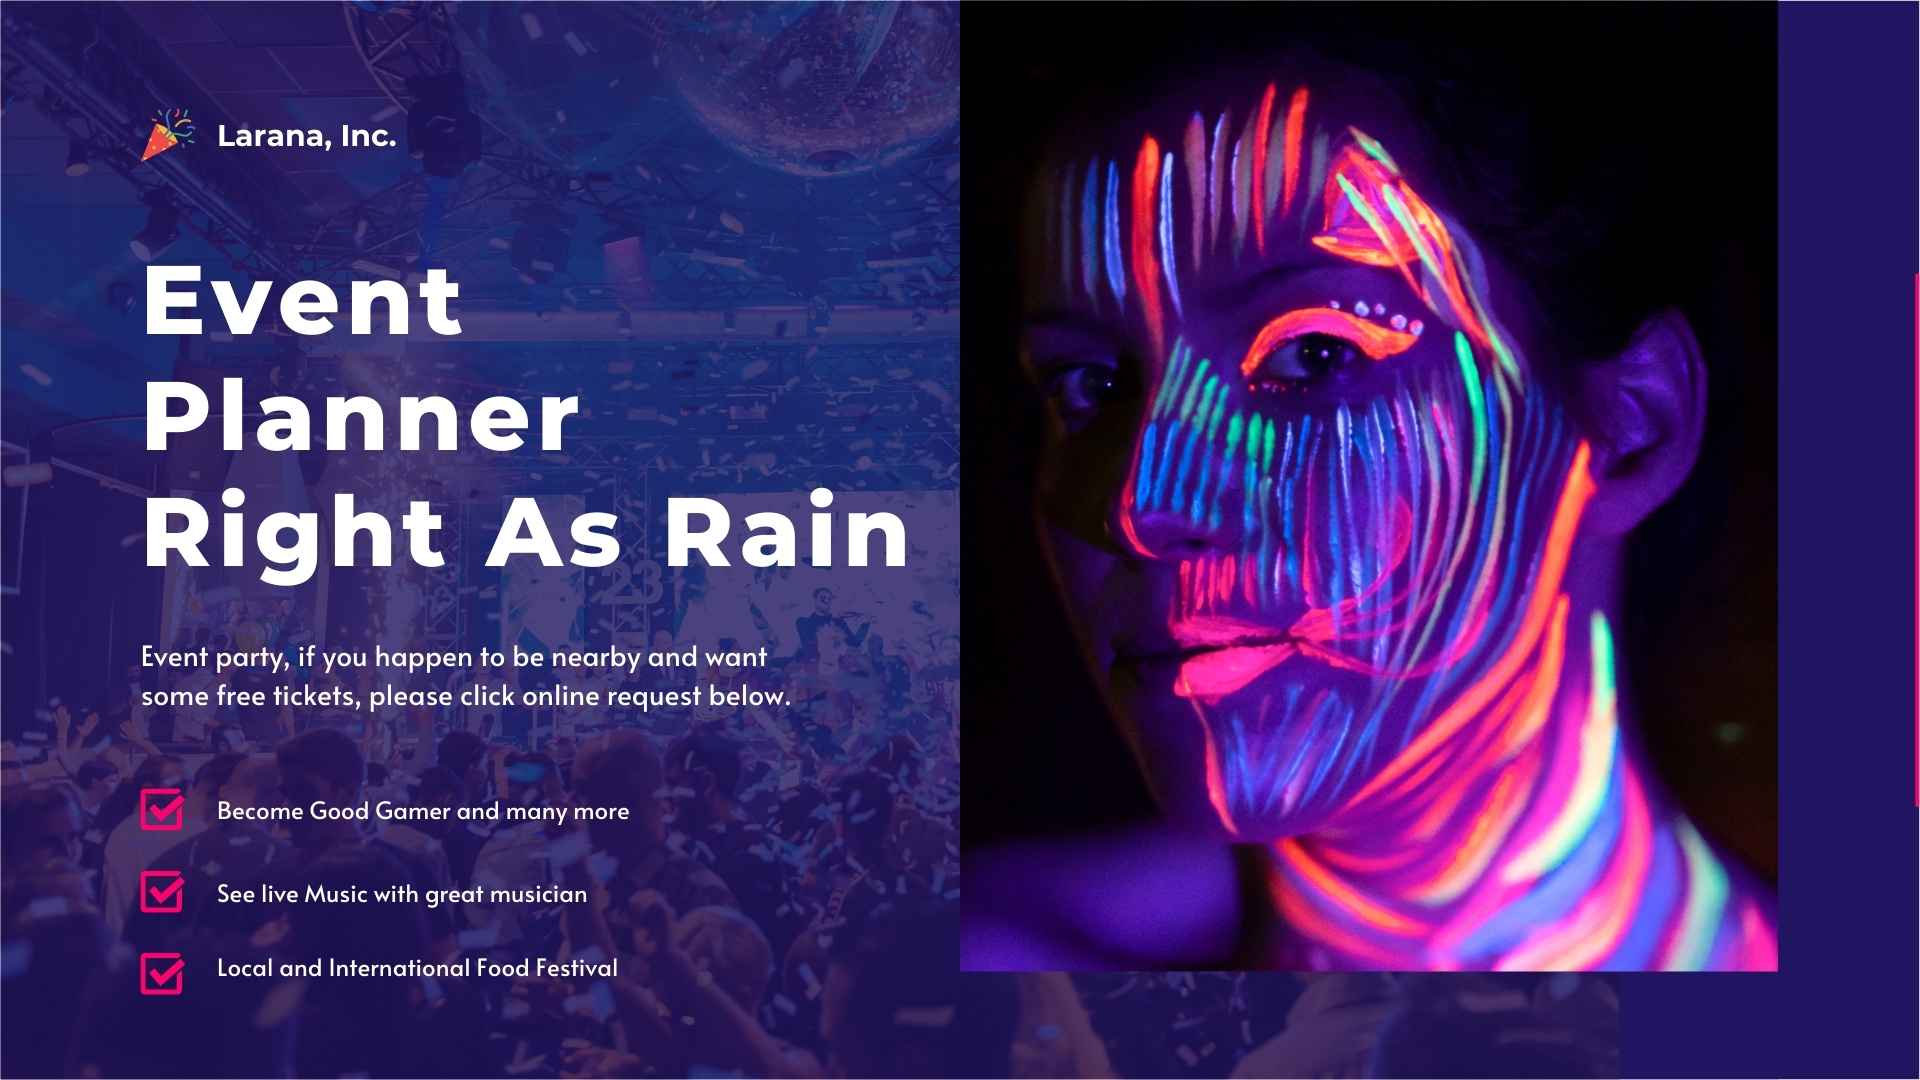 Larana, Inc.
Event
Planner
Right As Rain
23
Event party, if you happen to be nearby and want
some free tickets, please click online request below.
Become Good Gamer and many more
See live Music with great musician
Local and International Food Festival